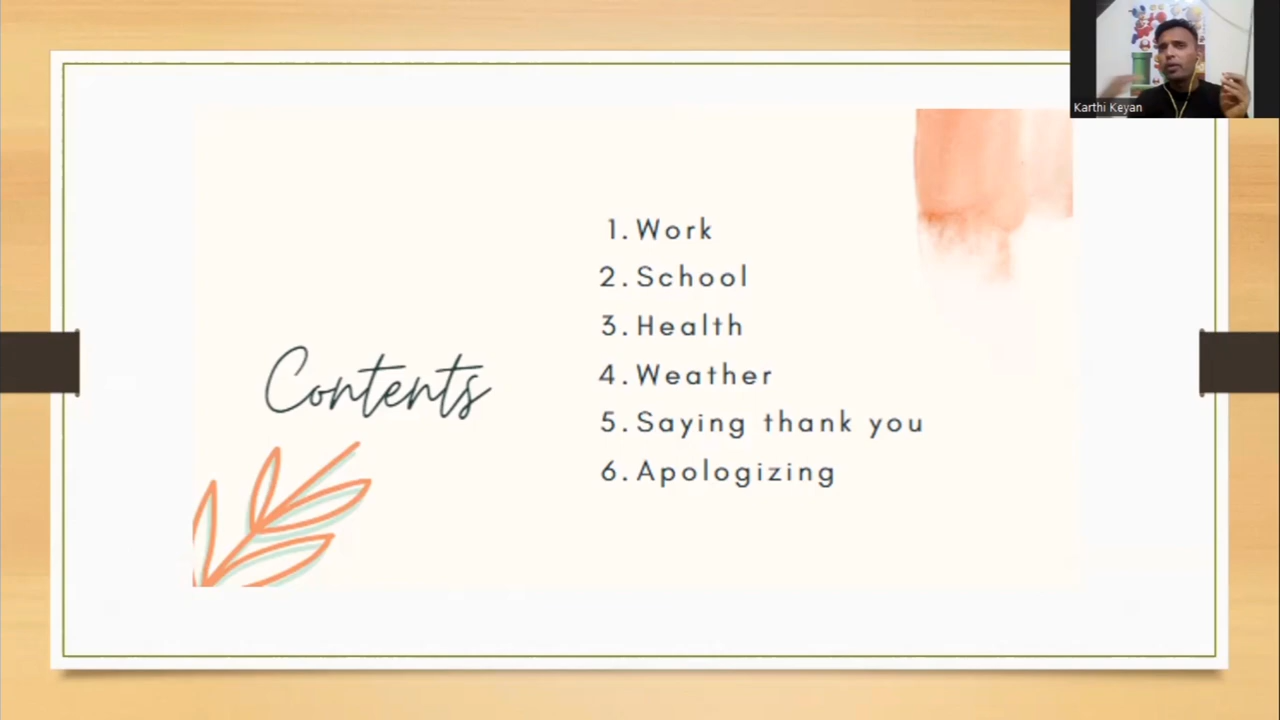 Karthi Keyan
1. Work
2. School
3. Health
4. Weather
5. Saying thank you
6. Apologizing
Contents